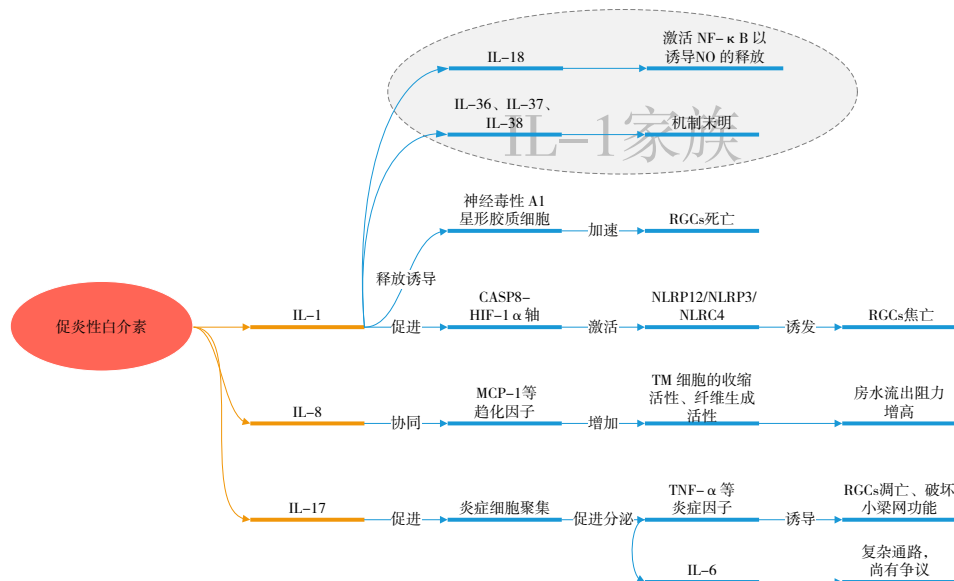 IL-18
激活 NF-κB 以
诱导NO 的释放
IL-36、IL-37、
IL-38
机制未明
IL-1家族
神经毒性 A1
星形胶质细胞
加速
RGCs死亡
释放诱导
促炎性白介素
IL-1
促进
CASP8-
HIF-1α轴
激活
NLRP12/NLRP3/
NLRC4
诱发
RGCs焦亡
IL-8
协同
MCP-1等
趋化因子
增加
TM 细胞的收缩
活性、纤维生成
活性
房水流出阻力
增高
IL-17
促进
炎症细胞聚集
促进分泌
TNF-α等
炎症因子
诱导
RGCs凋亡、破坏
小梁网功能
IL-6
复杂通路，
尚有争议